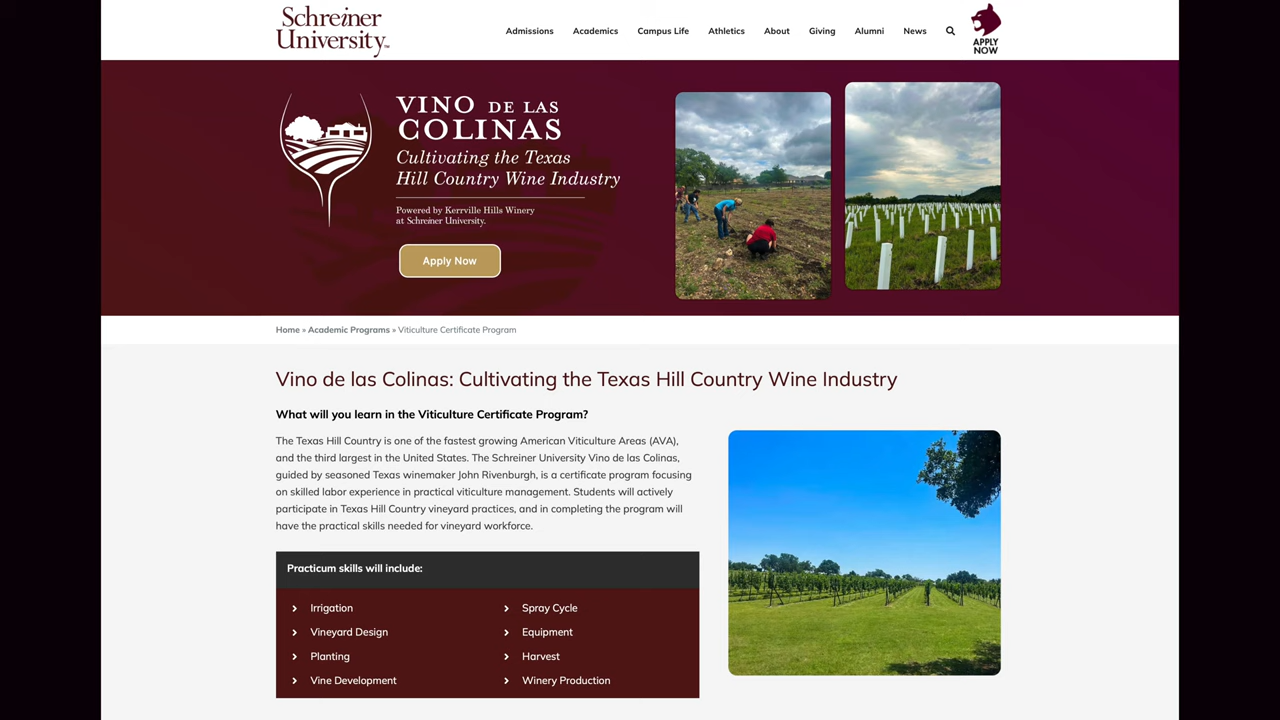 Schreiner
University™
Admissions
Academics
Campus Life
Athletics
About
Giving
Alumni
News
APPLY
NOW
VINO DE LAS
COLINAS
Cultivating the Texas
Hill Country Wine Industry
Powered by Kerrville Hills Winery
at Schreiner University.
Apply Now
Home » Academic Programs » Viticulture Certificate Program
Vino de las Colinas: Cultivating the Texas Hill Country Wine Industry
What will you learn in the Viticulture Certificate Program?
The Texas Hill Country is one of the fastest growing American Viticulture Areas (AVA),
and the third largest in the United States. The Schreiner University Vino de las Colinas,
guided by seasoned Texas winemaker John Rivenburgh, is a certificate program focusing
on skilled labor experience in practical viticulture management. Students will actively
participate in Texas Hill Country vineyard practices, and in completing the program will
have the practical skills needed for vineyard workforce.
Practicum skills will include:
Irrigation
Vineyard Design
Planting
Vine Development
Spray Cycle
Equipment
Harvest
Winery Production